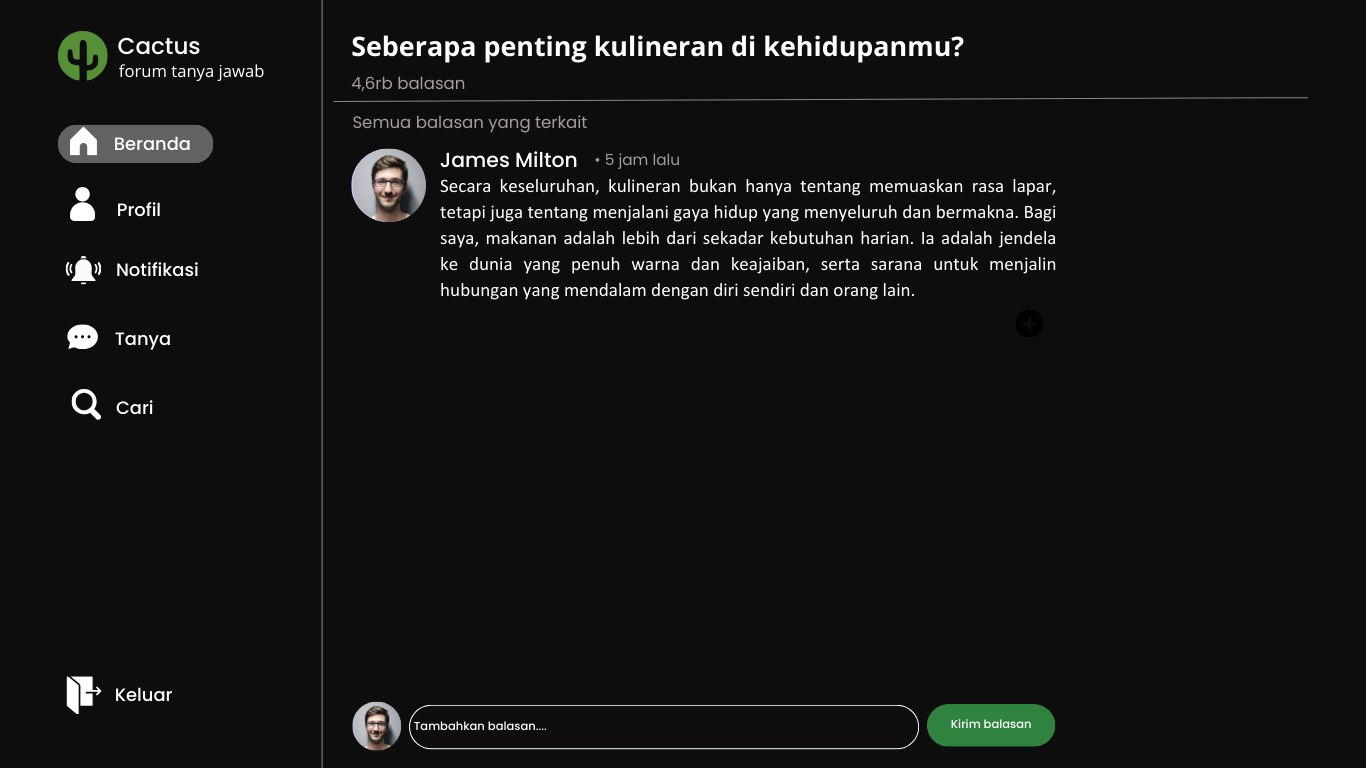 Cactus
forum tanya jawab
Beranda
Profil
Notifikasi
Tanya
Cari
Keluar
Seberapa penting kulineran di kehidupanmu?
4,6rb balasan
Semua balasan yang terkait
James Milton • 5 jam lalu
Secara keseluruhan, kulineran bukan hanya tentang memuaskan rasa lapar,
tetapi juga tentang menjalani gaya hidup yang menyeluruh dan bermakna. Bagi
saya, makanan adalah lebih dari sekadar kebutuhan harian. Ia adalah jendela
ke dunia yang penuh warna dan keajaiban, serta sarana untuk menjalin
hubungan yang mendalam dengan diri sendiri dan orang lain.
Tambahkan balasan....
Kirim balasan